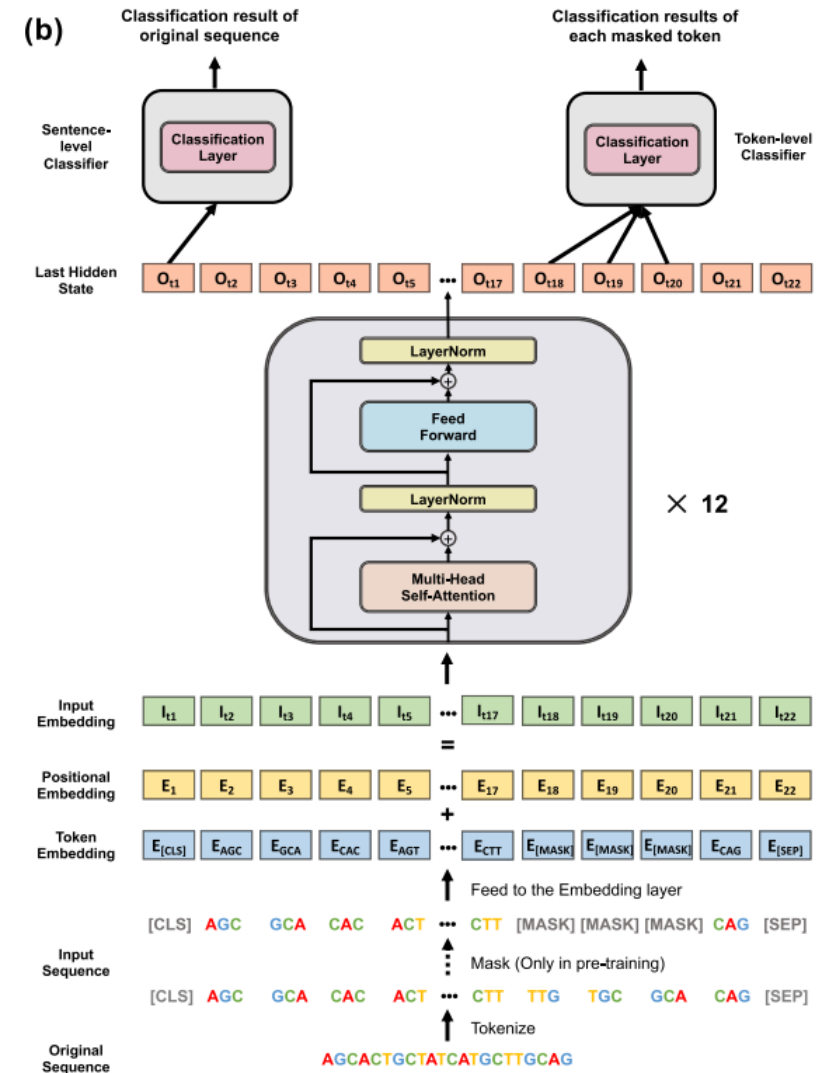 (b)
Classification result of
original sequence
Classification results of
each masked token
Sentence-
level
Classifier
Classification
Layer
Classification
Layer
Token-level
Classifier
Last Hidden
State
Ot1 Ot2 Ot3 Ot4 Ot5 ••• Ot17 Ot18 Ot19 Ot20 Ot21 Ot22
LayerNorm
+
Feed
Forward
LayerNorm
× 12
+
Multi-Head
Self-Attention
Input
Embedding
It1 It2 It3 It4 It5 ••• It17 It18 It19 It20 It21 It22
=
Positional
Embedding
E1 E2 E3 E4 E5 ••• E17 E18 E19 E20 E21 E22
+
Token
Embedding
E[CLS] EAGC EGCA ECAC EAGT ••• ECTT E[MASK] E[MASK] E[MASK] ECAG E[SEP]
Feed to the Embedding layer
[CLS] AGC GCA CAC ACT ••• CTT [MASK] [MASK] [MASK] CAG [SEP]
Input
Sequence
Mask (Only in pre-training)
[CLS] AGC GCA CAC ACT ••• CTT TTG TGC GCA CAG [SEP]
Tokenize
Original
Sequence
AGCACTGCTATCATGCTTGCAG